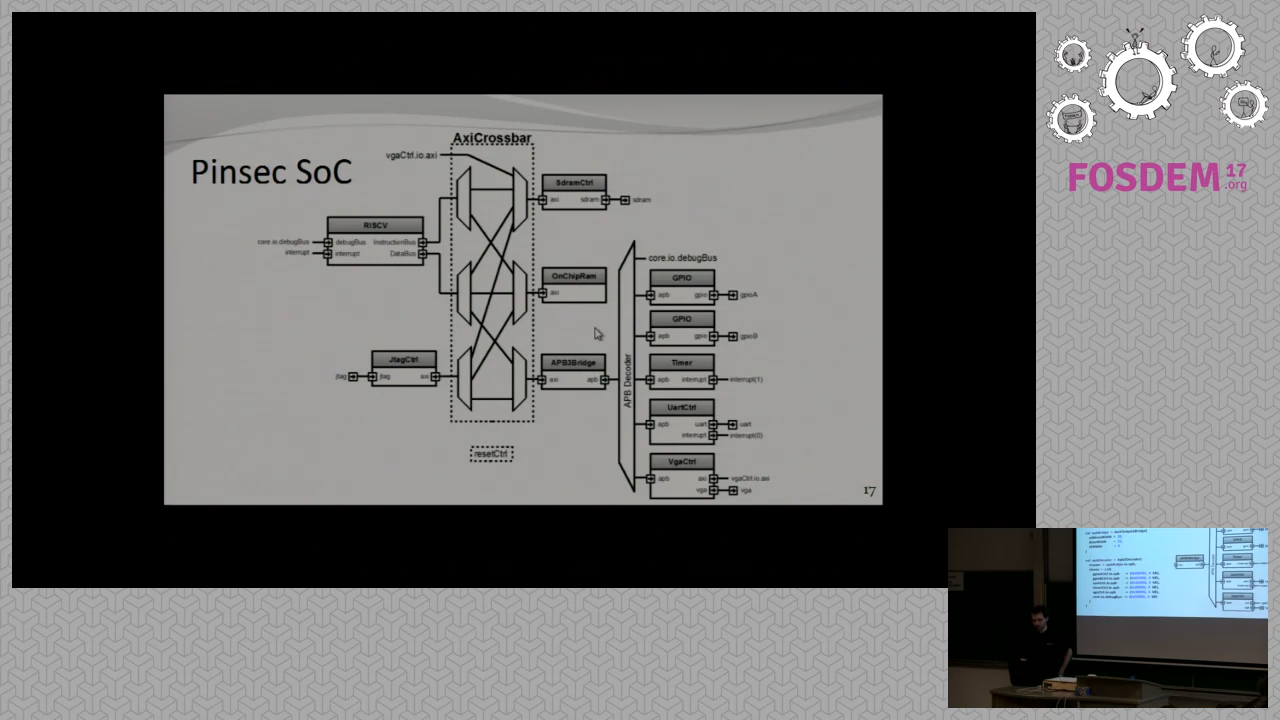 Pinsec SoC
AxiCrossbar
vgaCtrl.io.axi
SdramCtrl
axi sdram
sdram
RISCV
core.io.debugBus
debugBus InstructionBus
interrupt
interrupt DataBus
OnChipRam
axi
JtagCtrl
jtag
jtag axi
APB3Bridge
axi apb
resetCtrl
APB Decoder
core.io.debugBus
GPIO
apb gpio
gpioA
GPIO
apb gpio
gpioB
Timer
apb interrupt
interrupt(1)
UartCtrl
apb uart
uart
interrupt
interrupt(0)
VgaCtrl
apb axi
vgaCtrl.io.axi
vga
vga
17
FOSDEM 17
.org